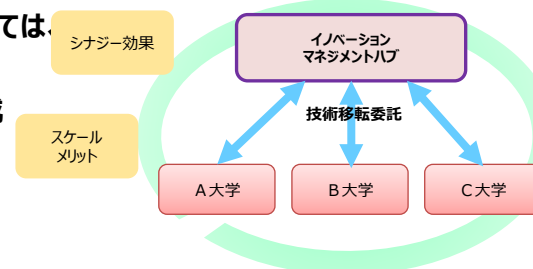 ては、
シナジー効果
イノベーション
マネジメントハブ
技術移転委託
スケール
メリット
A大学
B大学
C大学